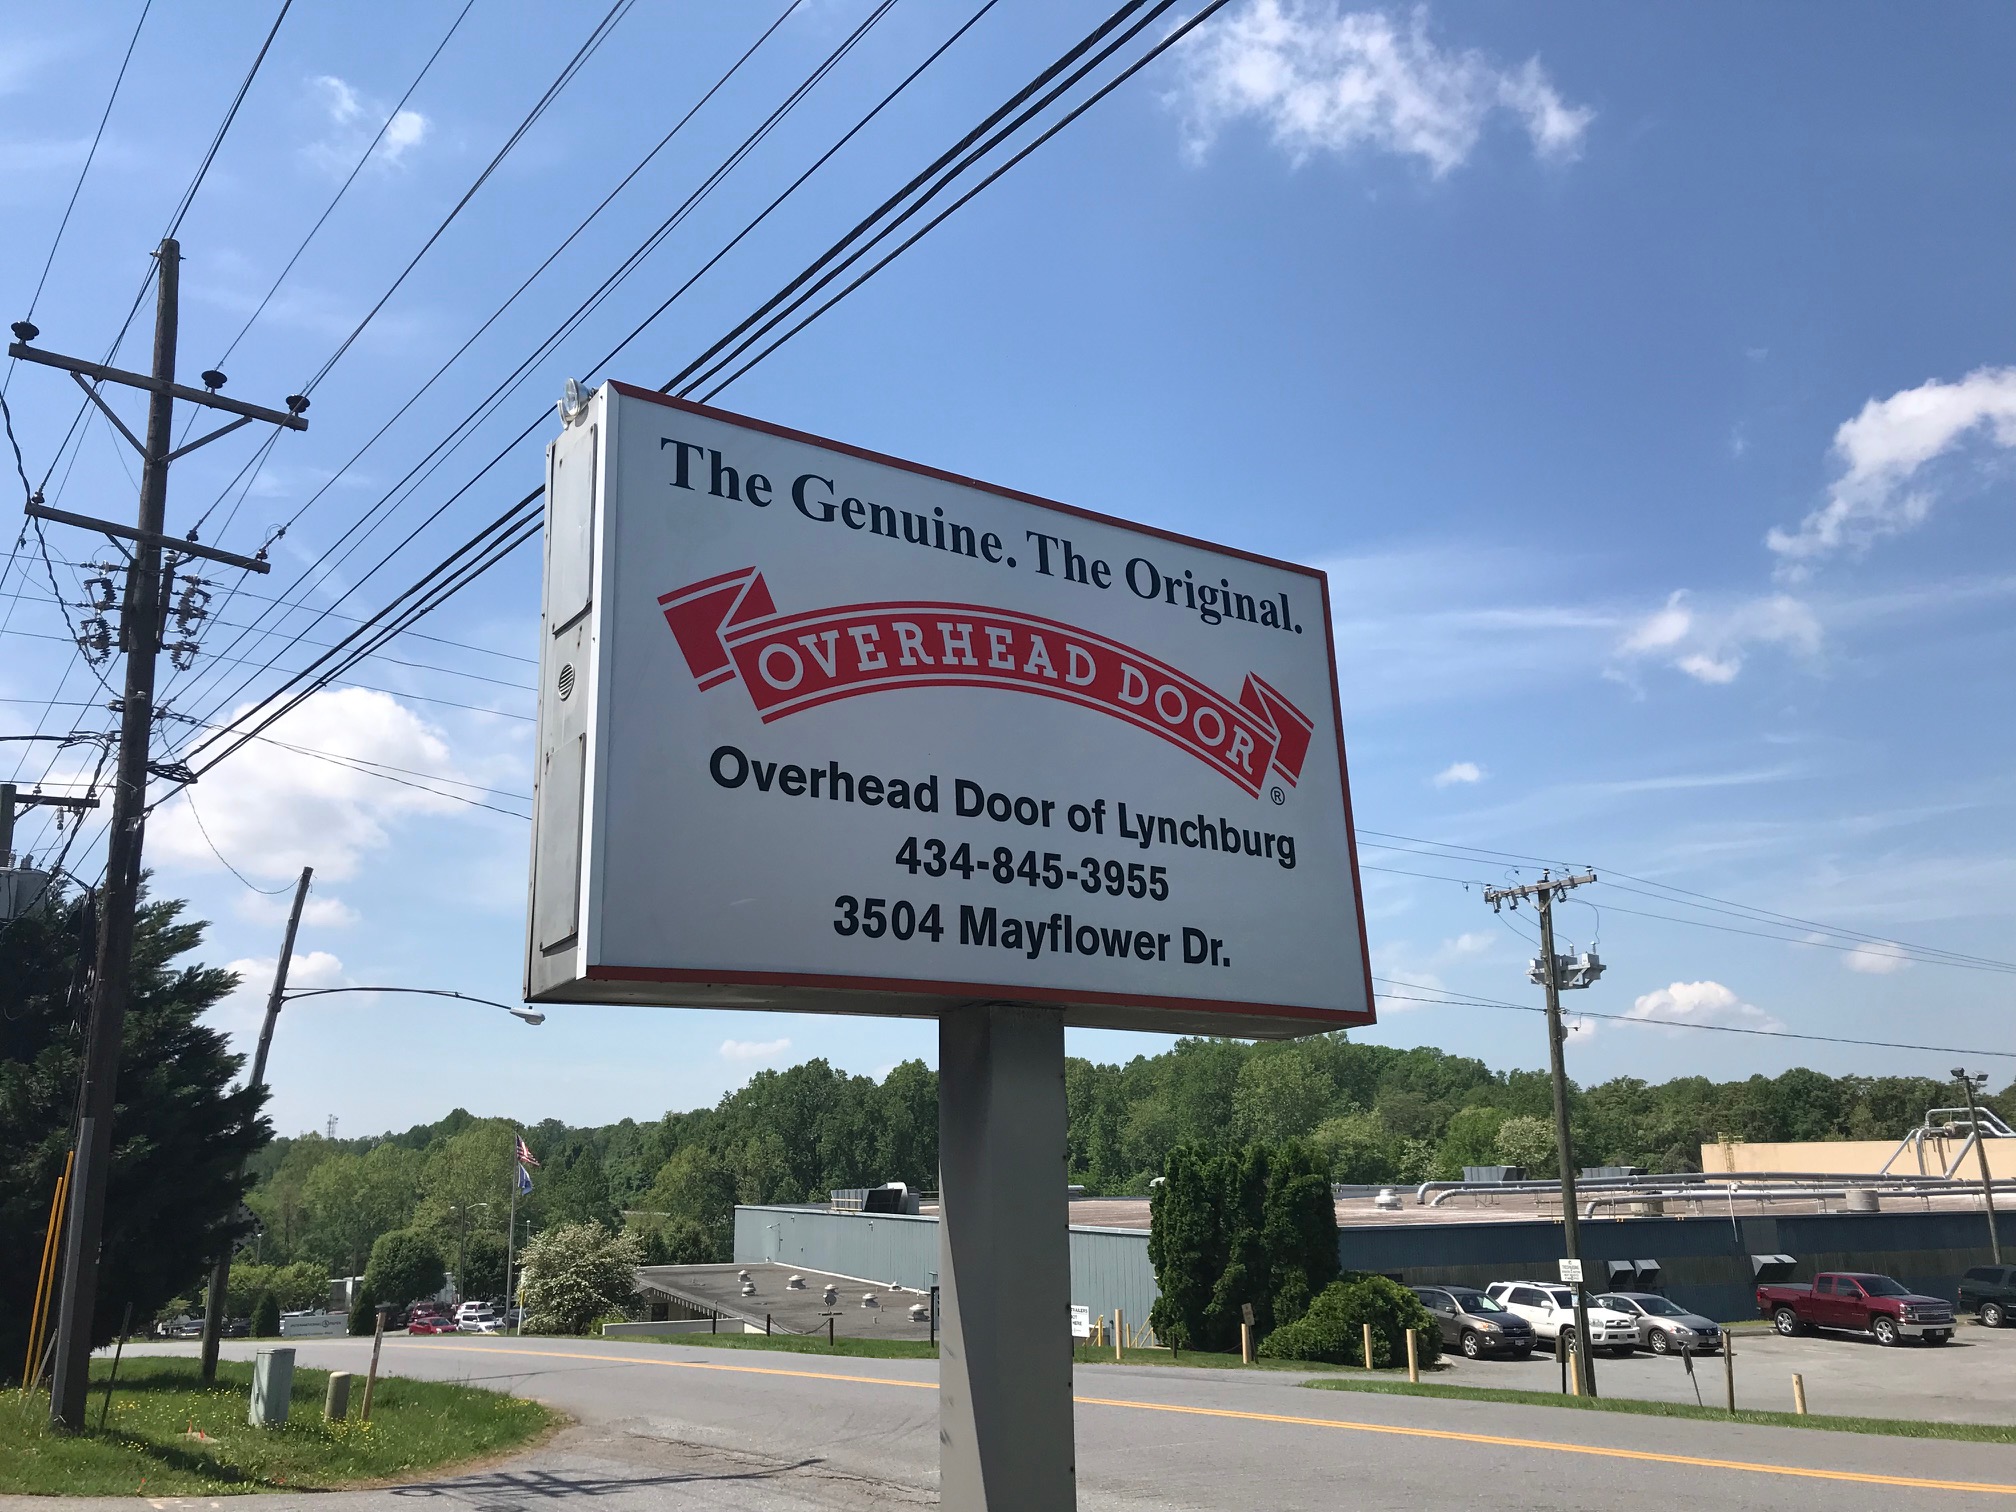 The Genuine. The Original.
OVERHEAD DOOR
®
Overhead Door of Lynchburg
434-845-3955
3504 Mayflower Dr.